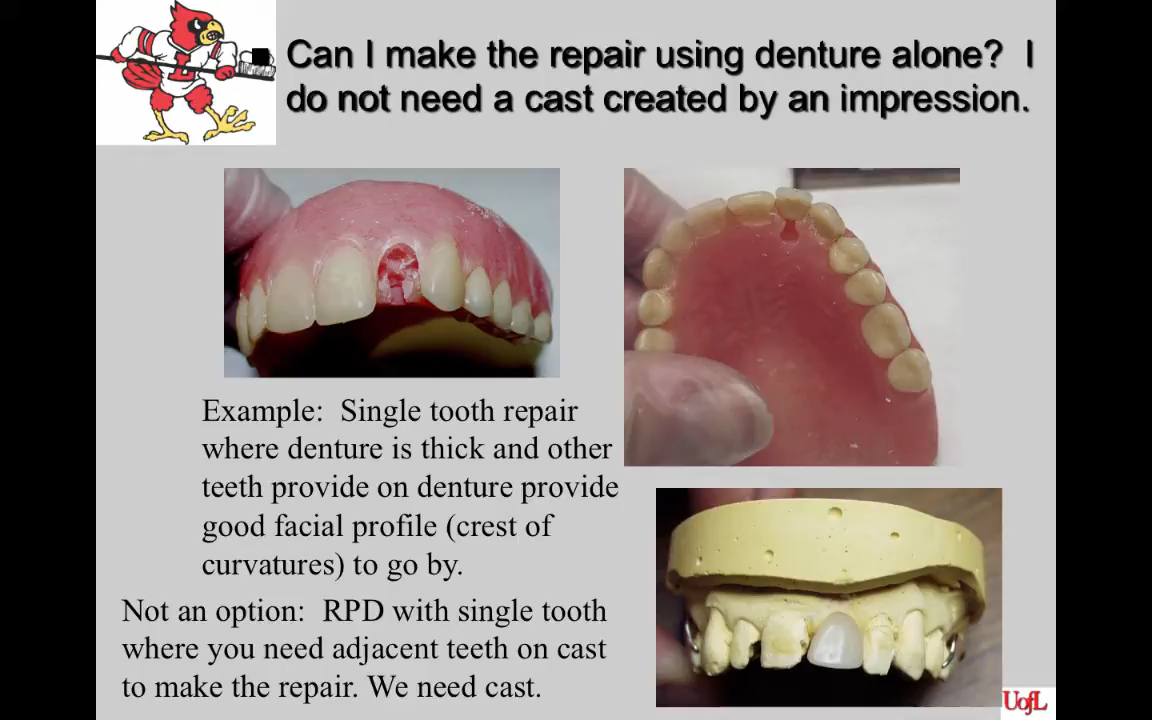 Can I make the repair using denture alone?  I
do not need a cast created by an impression.
Example:  Single tooth repair
where denture is thick and other
teeth provide on denture provide
good facial profile (crest of
curvatures) to go by.
Not an option:  RPD with single tooth
where you need adjacent teeth on cast
to make the repair. We need cast.
UofL